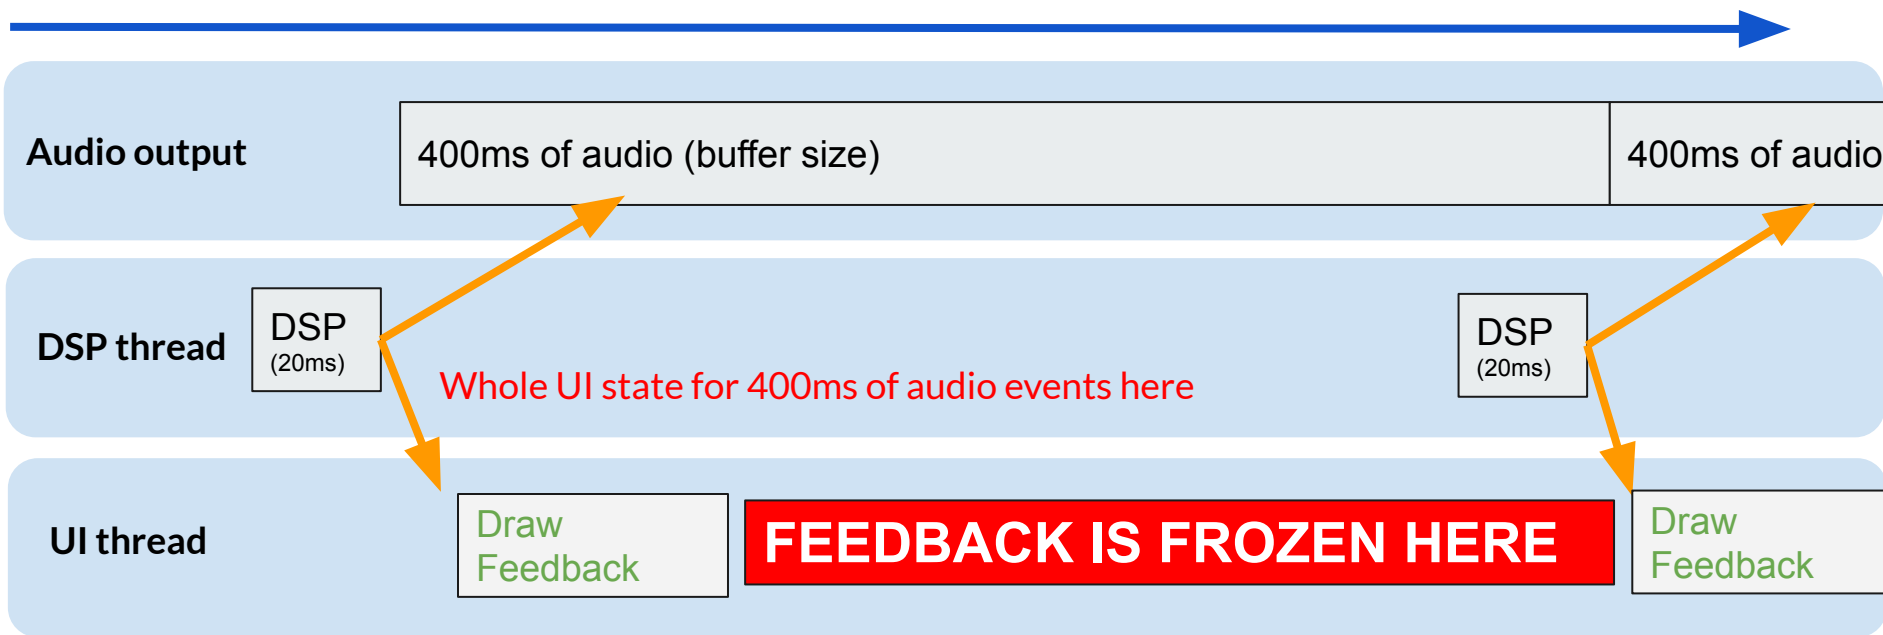 Audio output
400ms of audio (buffer size)
400ms of audio
DSP thread
DSP
(20ms)
Whole UI state for 400ms of audio events here
DSP
(20ms)
UI thread
Draw
Feedback
FEEDBACK IS FROZEN HERE
Draw
Feedback